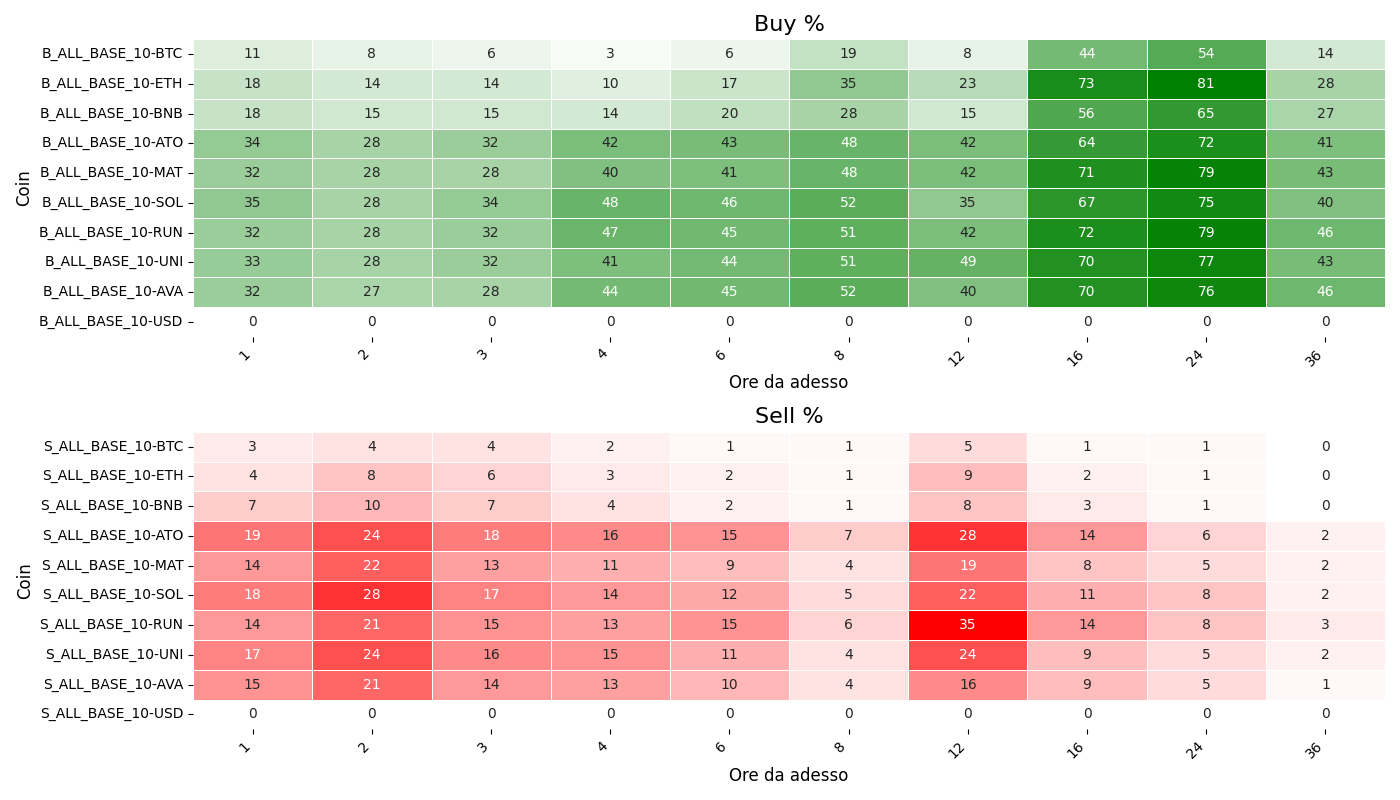 Buy %
Coin
B_ALL_BASE_10-BTC 11 8 6 3 6 19 8 44 54 14
B_ALL_BASE_10-ETH 18 14 14 10 17 35 23 73 81 28
B_ALL_BASE_10-BNB 18 15 15 14 20 28 15 56 65 27
B_ALL_BASE_10-ATO 34 28 32 42 43 48 42 64 72 41
B_ALL_BASE_10-MAT 32 28 28 40 41 48 42 71 79 43
B_ALL_BASE_10-SOL 35 28 34 48 46 52 35 67 75 40
B_ALL_BASE_10-RUN 32 28 32 47 45 51 42 72 79 46
B_ALL_BASE_10-UNI 33 28 32 41 44 51 49 70 77 43
B_ALL_BASE_10-AVA 32 27 28 44 45 52 40 70 76 46
B_ALL_BASE_10-USD 0 0 0 0 0 0 0 0 0 0
1 2 3 4 6 8 12 16 24 36
Ore da adesso
Sell %
Coin
S_ALL_BASE_10-BTC 3 4 4 2 1 1 5 1 1 0
S_ALL_BASE_10-ETH 4 8 6 3 2 1 9 2 1 0
S_ALL_BASE_10-BNB 7 10 7 4 2 1 8 3 1 0
S_ALL_BASE_10-ATO 19 24 18 16 15 7 28 14 6 2
S_ALL_BASE_10-MAT 14 22 13 11 9 4 19 8 5 2
S_ALL_BASE_10-SOL 18 28 17 14 12 5 22 11 8 2
S_ALL_BASE_10-RUN 14 21 15 13 15 6 35 14 8 3
S_ALL_BASE_10-UNI 17 24 16 15 11 4 24 9 5 2
S_ALL_BASE_10-AVA 15 21 14 13 10 4 16 9 5 1
S_ALL_BASE_10-USD 0 0 0 0 0 0 0 0 0 0
1 2 3 4 6 8 12 16 24 36
Ore da adesso